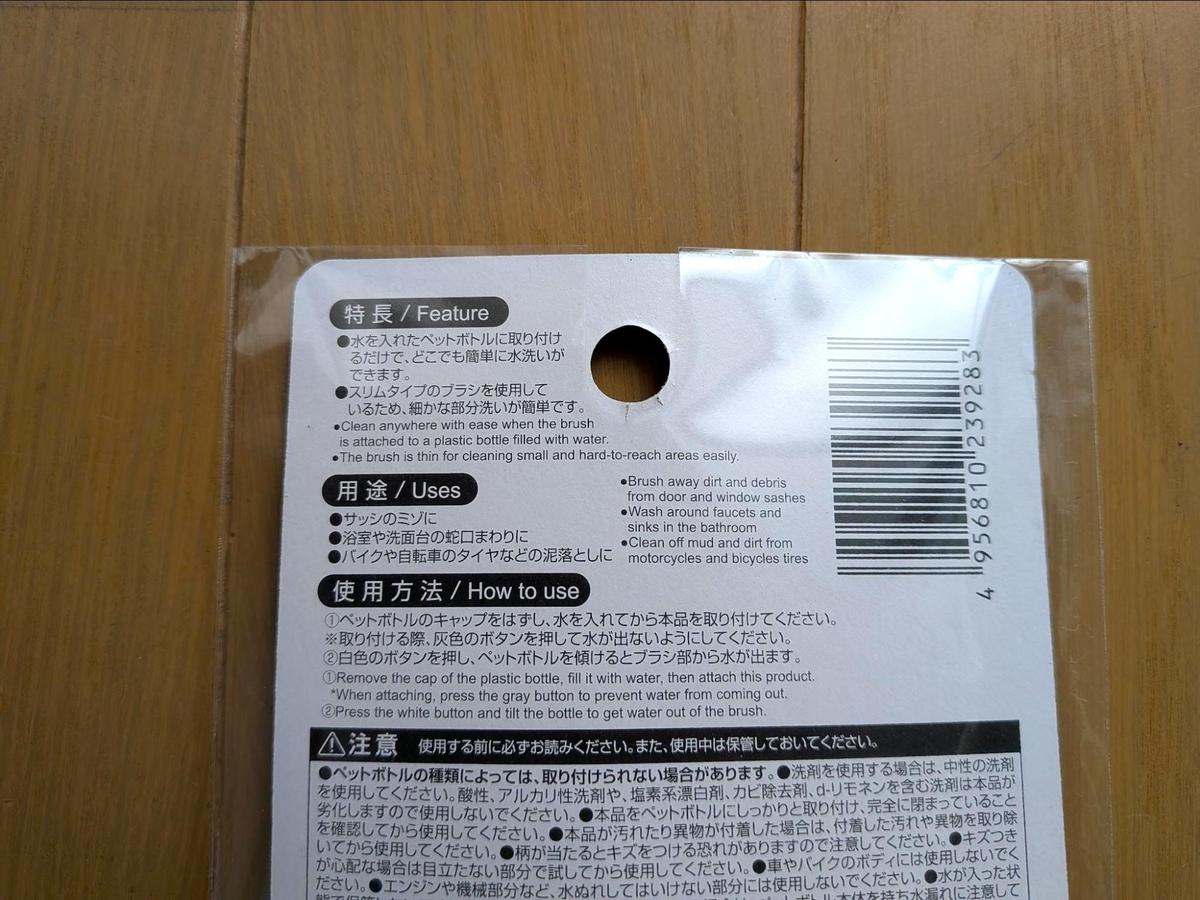 特長 / Feature
●水を入れたペットボトルに取り付け
るだけで、どこでも簡単に水洗いが
できます。
●スリムタイプのブラシを使用して
いるため、細かな部分洗いが簡単です。
●Clean anywhere with ease when the brush
is attached to a plastic bottle filled with water.
●The brush is thin for cleaning small and hard-to-reach areas easily.
用途 / Uses
●サッシのミゾに
●浴室や洗面台の蛇口まわりに
●バイクや自転車のタイヤなどの泥落としに
●Brush away dirt and debris
from door and window sashes
●Wash around faucets and
sinks in the bathroom
●Clean off mud and dirt from
motorcycles and bicycles tires
4 956810 239283
使用方法 / How to use
①ペットボトルのキャップをはずし、水を入れてから本品を取り付けてください。
※取り付ける際、灰色のボタンを押して水が出ないようにしてください。
②白色のボタンを押し、ペットボトルを傾けるとブラシ部から水が出ます。
①Remove the cap of the plastic bottle, fill it with water, then attach this product.
*When attaching, press the gray button to prevent water from coming out.
②Press the white button and tilt the bottle to get water out of the brush.
⚠注意 使用する前に必ずお読みください。また、使用中は保管しておいてください。
●ペットボトルの種類によっては、取り付けられない場合があります。●洗剤を使用する場合は、中性の洗剤
を使用してください。酸性、アルカリ性洗剤や、塩素系漂白剤、カビ除去剤、d-リモネンを含む洗剤は本品が
劣化しますので使用しないでください。●本品をペットボトルにしっかりと取り付け、完全に閉まっていること
を確認してから使用してください。●本品が汚れたり異物が付着した場合は、付着した汚れや異物を取り除
いてから使用してください。●柄が当たるとキズをつける恐れがありますので注意してください。●キズつき
が心配な場合は目立たない部分で試してから使用してください。●車やバイクのボディには使用しないでく
ださい。●エンジンや機械部分など、水ぬれしてはいけない部分には使用しないでください。●水が入った状